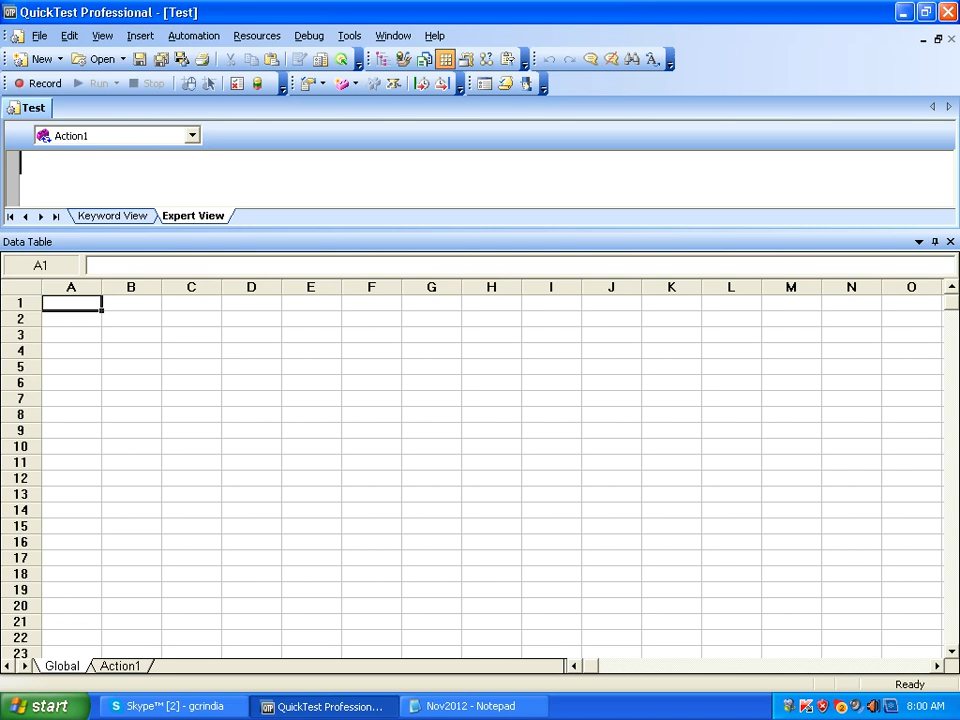 QTP QuickTest Professional - [Test]
File Edit View Insert Automation Resources Debug Tools Window Help
New Open
Record Run Stop
Test
Action1
Keyword View Expert View
Data Table
A1
A B C D E F G H I J K L M N O
1
2
3
4
5
6
7
8
9
10
11
12
13
14
15
16
17
18
19
20
21
22
23
Global Action1
Ready
start Skype™ [2] - gcrindia QuickTest Profession... Nov2012 - Notepad 8:00 AM